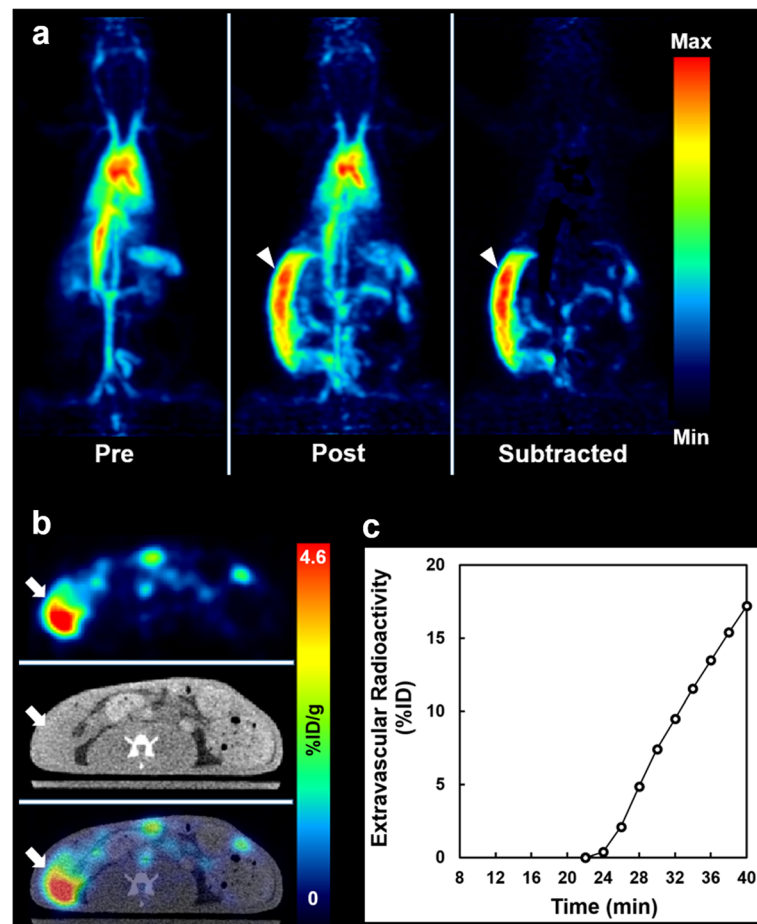 a
Max
Min
Pre
Post
Subtracted
b
4.6
%ID/g
0
c
Extravascular Radioactivity
(%ID)
20
15
10
5
0
8 12 16 20 24 28 32 36 40
Time (min)